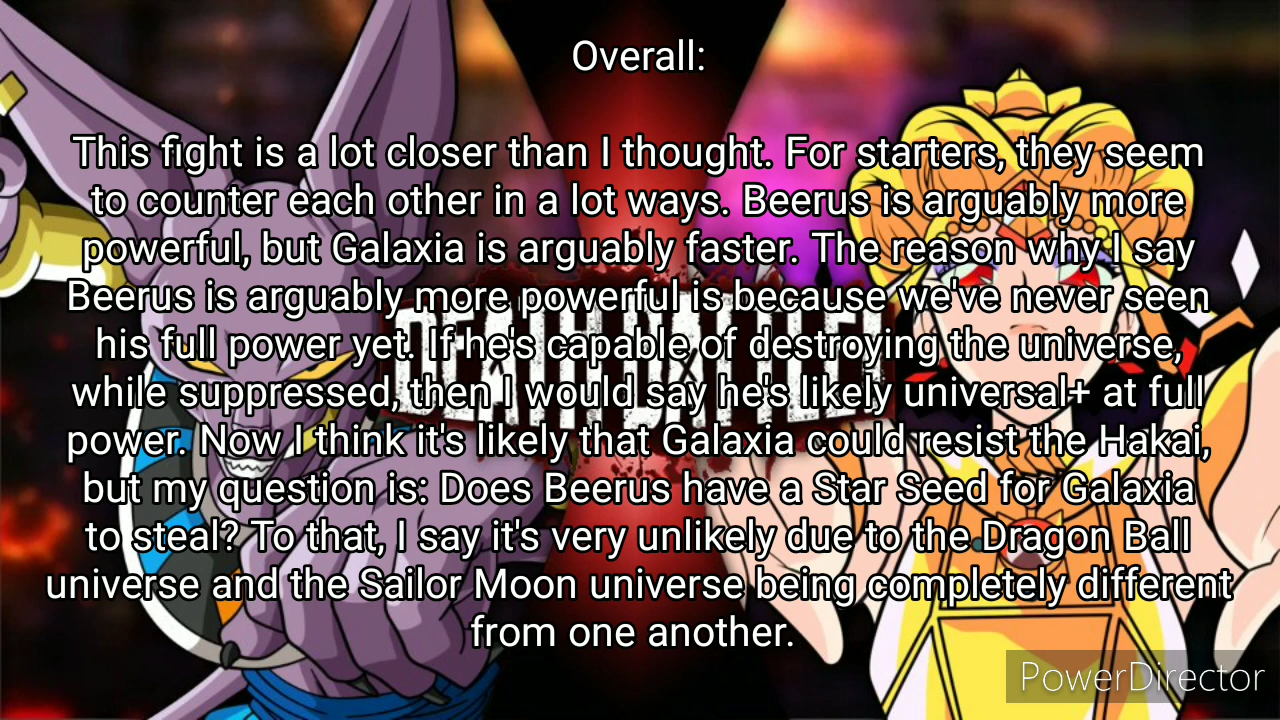 Overall:
This fight is a lot closer than I thought. For starters, they seem
to counter each other in a lot ways. Beerus is arguably more
powerful, but Galaxia is arguably faster. The reason why I say
Beerus is arguably more powerful is because we've never seen
his full power yet. If he's capable of destroying the universe,
while suppressed, then I would say he's likely universal+ at full
power. Now I think it's likely that Galaxia could resist the Hakai,
but my question is: Does Beerus have a Star Seed for Galaxia
to steal? To that, I say it's very unlikely due to the Dragon Ball
universe and the Sailor Moon universe being completely different
from one another.
DEATH BATTLE!
PowerDirector